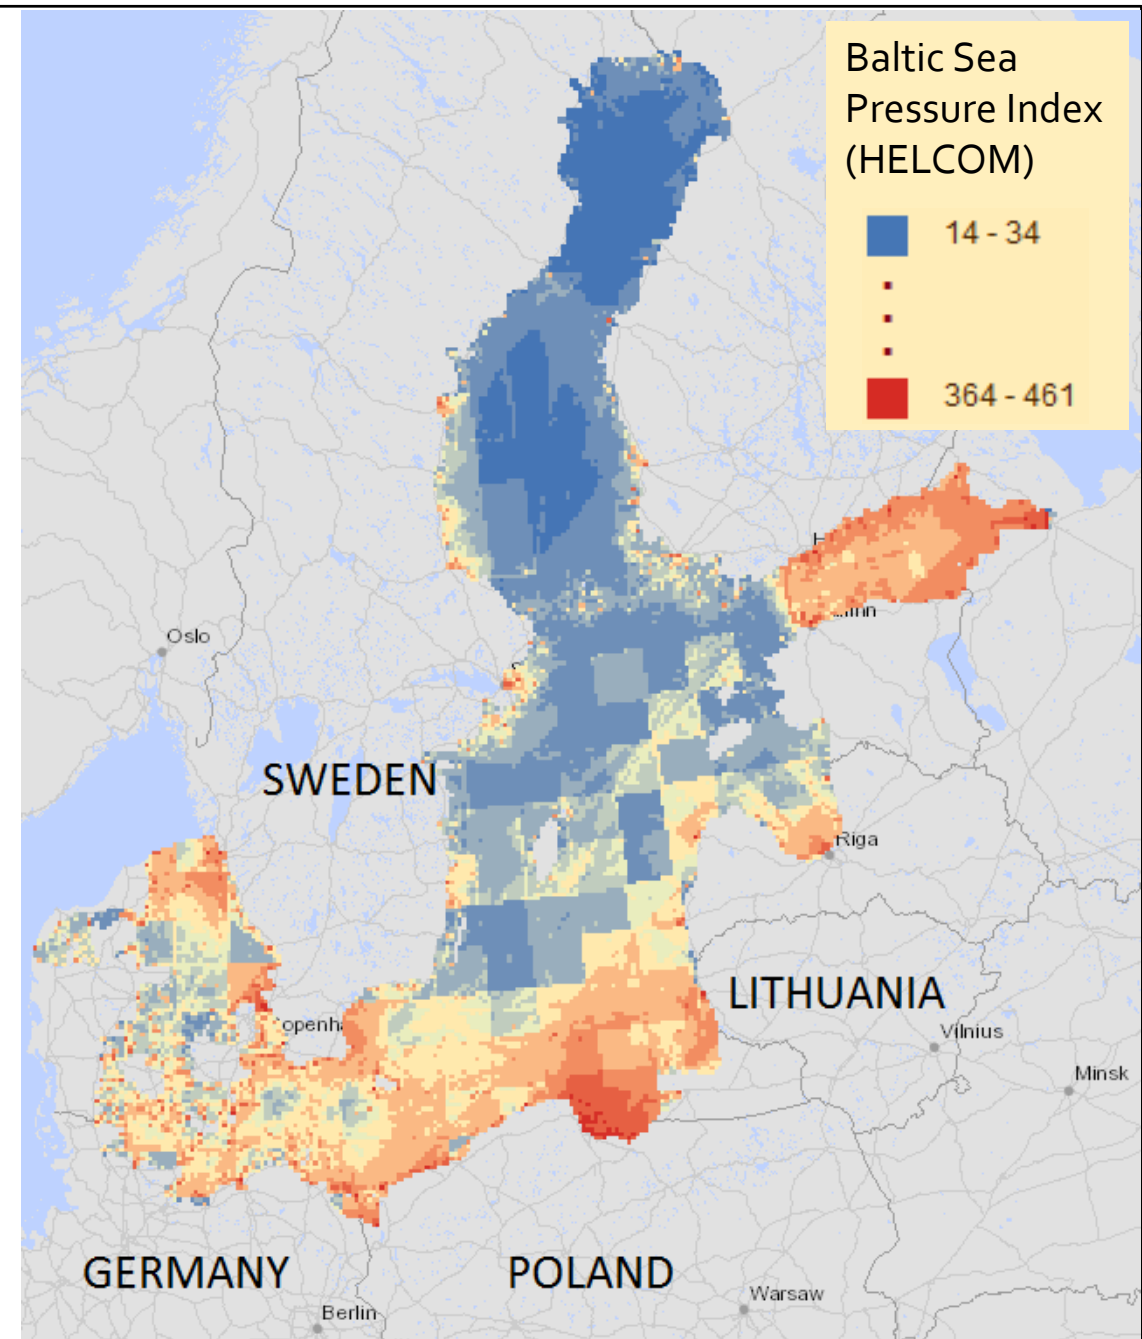 Baltic Sea
Pressure Index
(HELCOM)
14 - 34
364 - 461
Oslo
SWEDEN
Riga
LITHUANIA
openh
Vilnius
Minsk
GERMANY
POLAND
Warsaw
Berlin